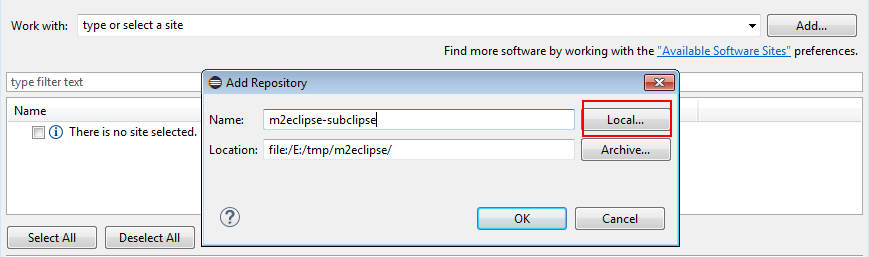 Work with: type or select a site Add...
Find more software by working with the "Available Software Sites" preferences.
type filter text
Name
There is no site selected.
Add Repository
Name: m2eclipse-subclipse Local...
Location: file:/E:/tmp/m2eclipse/ Archive...
OK Cancel
Select All Deselect All